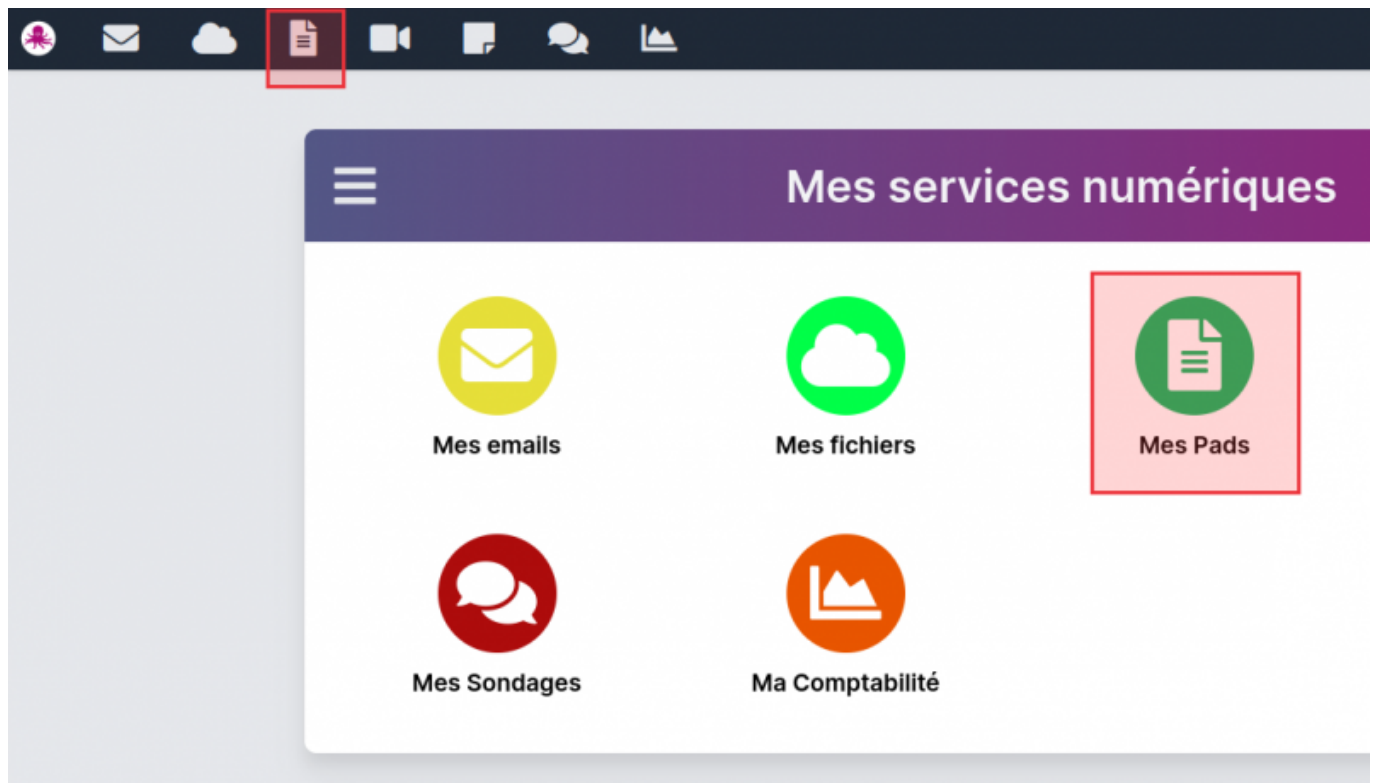 Mes services numériques
Mes emails
Mes fichiers
Mes Pads
Mes Sondages
Ma Comptabilité